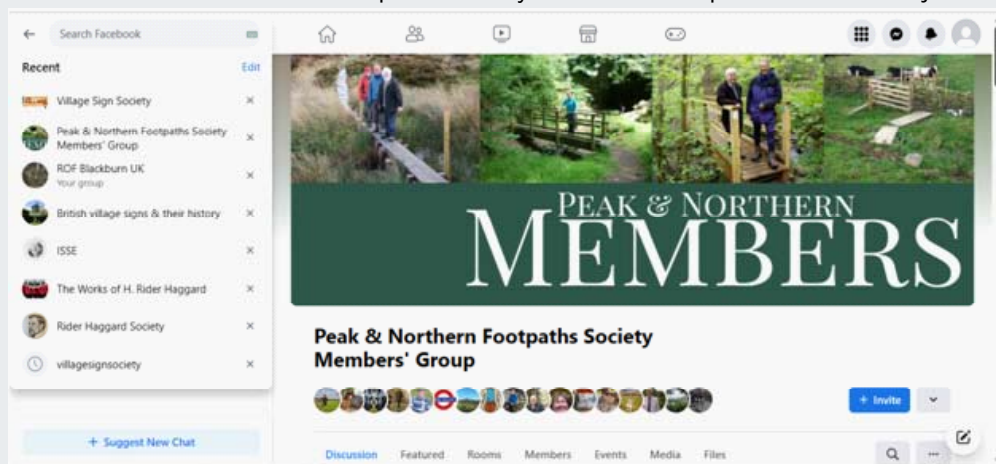 Search Facebook
Recent
Edit
Village Sign Society
Peak & Northern Footpaths Society
Members' Group
ROF Blackburn UK
Your group
British village signs & their history
ISSE
The Works of H. Rider Haggard
Rider Haggard Society
villagesignsociety
+ Suggest New Chat
PEAK & NORTHERN
MEMBERS
Peak & Northern Footpaths Society
Members' Group
+ Invite
Discussion Featured Rooms Members Events Media Files